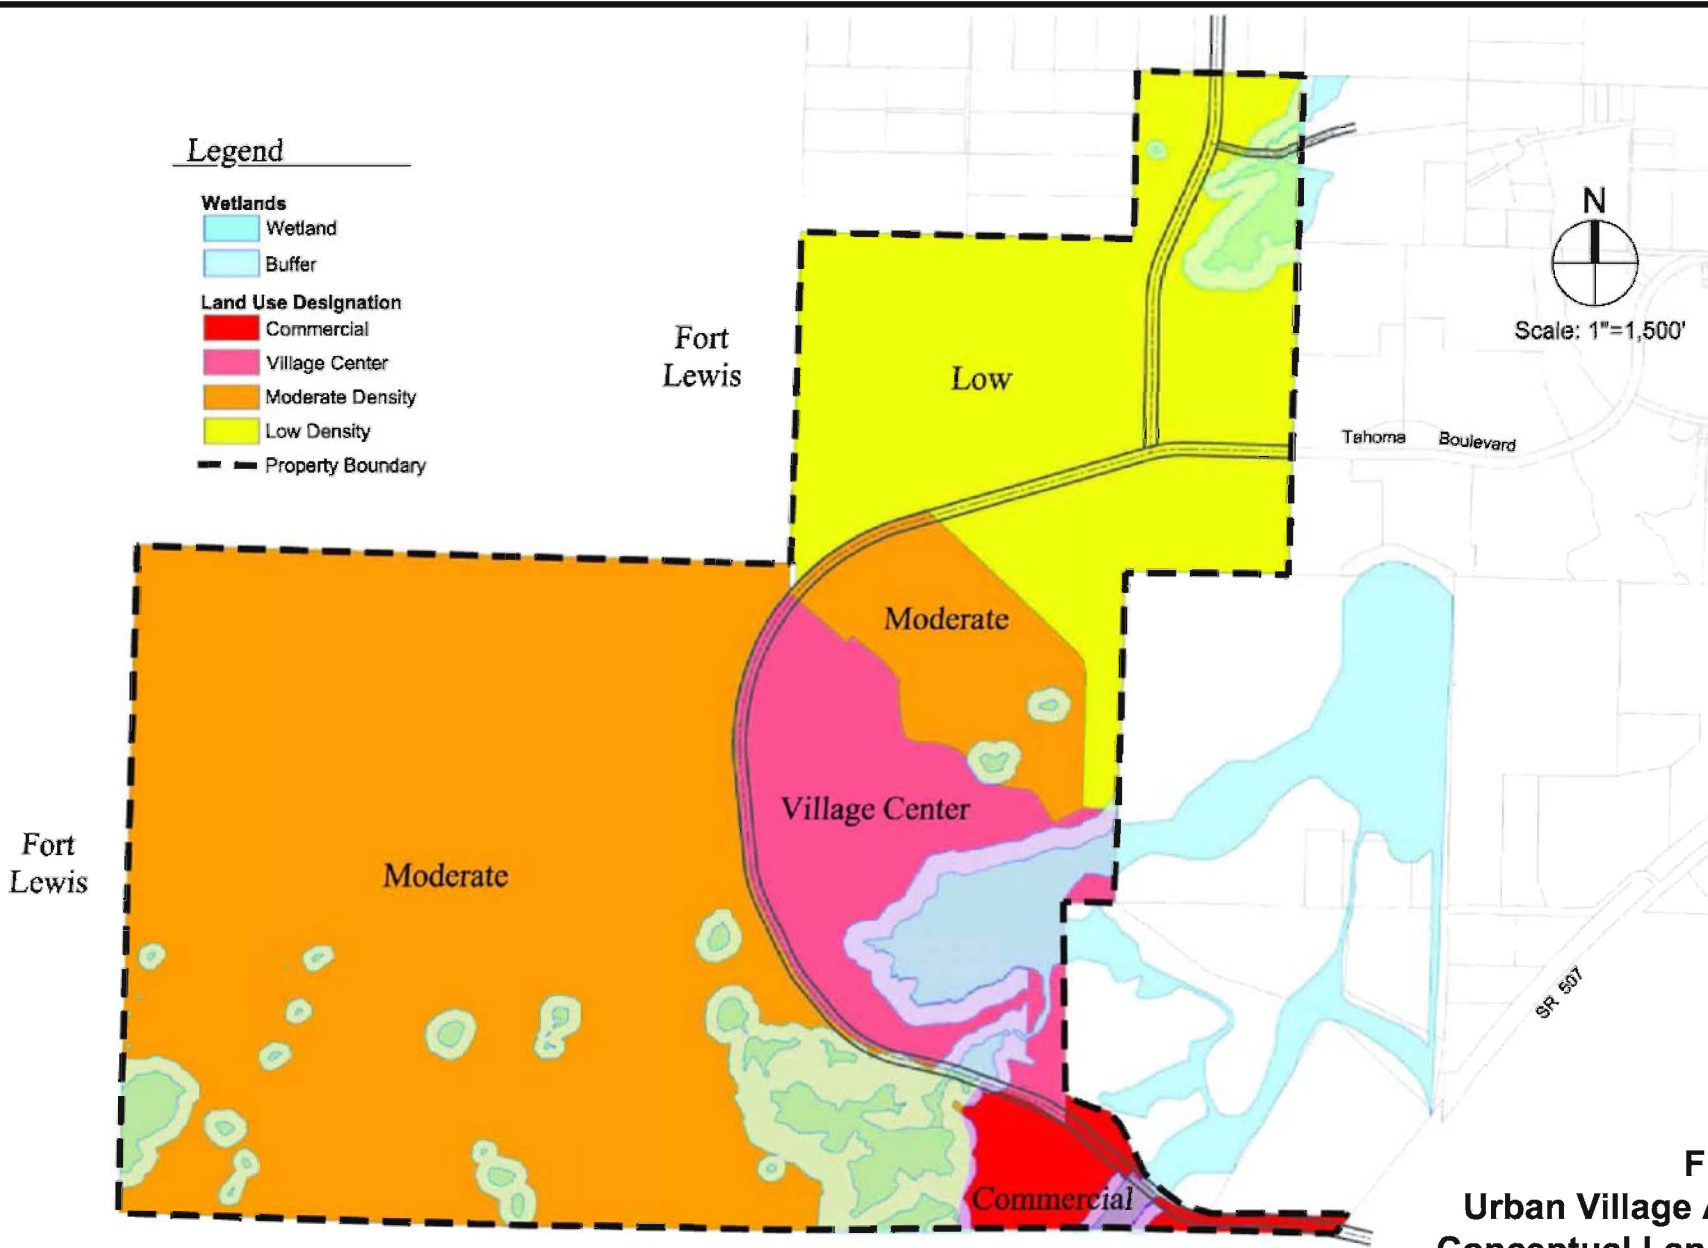 Legend
Wetlands
Wetland
Buffer
Land Use Designation
Commercial
Village Center
Moderate Density
Low Density
Property Boundary
N
Scale: 1"=1,500'
Fort
Lewis
Low
Tahoma Boulevard
Moderate
Village Center
Fort
Lewis
Moderate
SR 507
Commercial
F
Urban Village